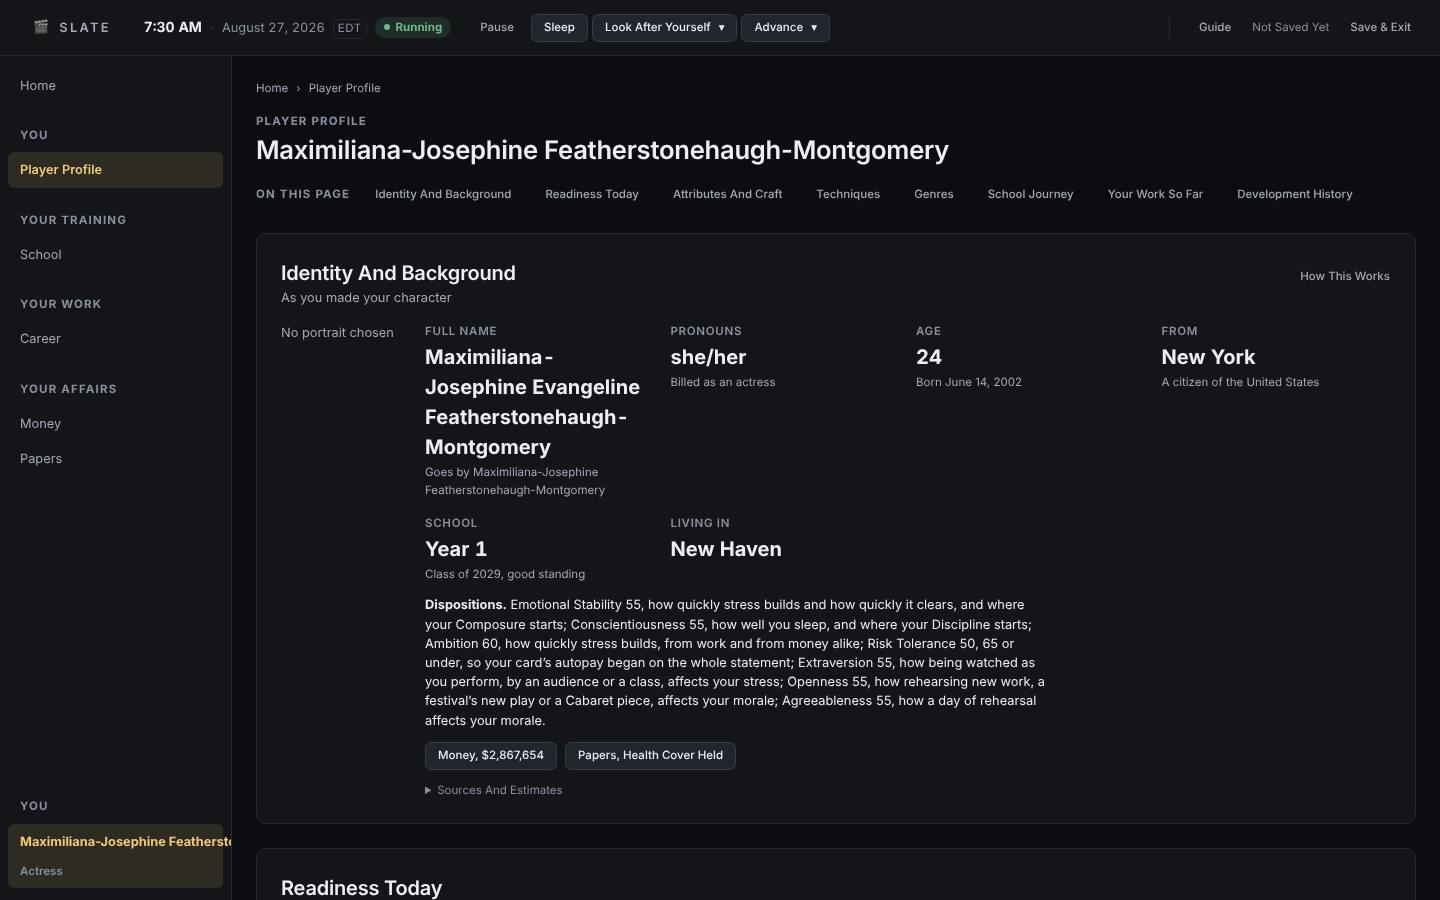 SLATE
7:30 AM · August 27, 2026 EDT Running
Pause
Sleep
Look After Yourself ▾
Advance ▾
Guide
Not Saved Yet
Save & Exit
Home
YOU
Player Profile
YOUR TRAINING
School
YOUR WORK
Career
YOUR AFFAIRS
Money
Papers
YOU
Maximiliana-Josephine Featherst
Actress
Home › Player Profile
PLAYER PROFILE
Maximiliana-Josephine Featherstonehaugh-Montgomery
ON THIS PAGE Identity And Background Readiness Today Attributes And Craft Techniques Genres School Journey Your Work So Far Development History
Identity And Background
How This Works
As you made your character
No portrait chosen
FULL NAME
Maximiliana-
Josephine Evangeline
Featherstonehaugh-
Montgomery
Goes by Maximiliana-Josephine
Featherstonehaugh-Montgomery
PRONOUNS
she/her
Billed as an actress
AGE
24
Born June 14, 2002
FROM
New York
A citizen of the United States
SCHOOL
Year 1
Class of 2029, good standing
LIVING IN
New Haven
Dispositions. Emotional Stability 55, how quickly stress builds and how quickly it clears, and where
your Composure starts; Conscientiousness 55, how well you sleep, and where your Discipline starts;
Ambition 60, how quickly stress builds, from work and from money alike; Risk Tolerance 50, 65 or
under, so your card’s autopay began on the whole statement; Extraversion 55, how being watched as
you perform, by an audience or a class, affects your stress; Openness 55, how rehearsing new work, a
festival’s new play or a Cabaret piece, affects your morale; Agreeableness 55, how a day of rehearsal
affects your morale.
Money, $2,867,654
Papers, Health Cover Held
Sources And Estimates
Readiness Today